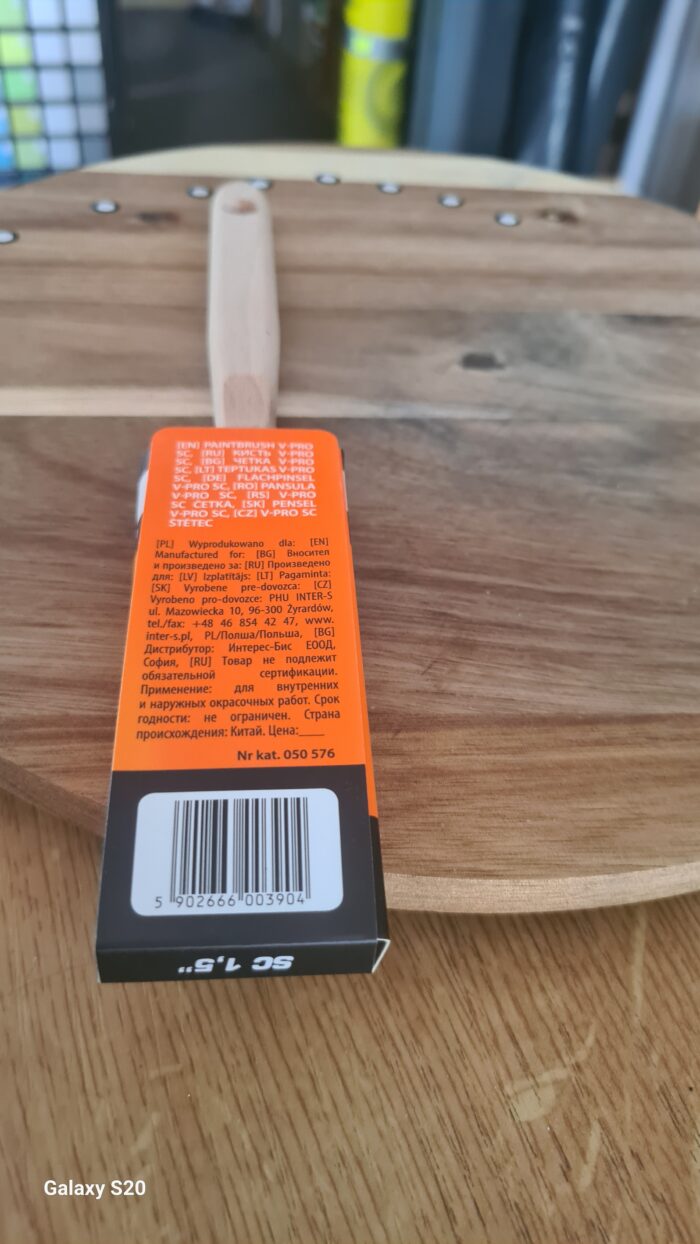 [EN] PAINTBRUSH V-PRO
SC, [RU] КИСТЬ V-PRO
SC, [BG] ЧЕТКА V-PRO
SC, [LT] TEPTUKAS V-PRO
SC, [DE] FLACHPINSEL
V-PRO SC, [RO] PANSULA
V-PRO SC, [RS] V-PRO
SC ČETKA, [SK] PENSEL
V-PRO SC, [CZ] V-PRO SC
ŠTĚTEC
[PL] Wyprodukowano dla: [EN]
Manufactured for: [BG] Вносител
и произведено за: [RU] Произведено
для: [LV] Izplatītājs: [LT] Pagaminta:
[SK] Vyrobene pre-dovozca: [CZ]
Vyrobeno pro-dovozce: PHU INTER-S
ul. Mazowiecka 10, 96-300 Żyrardów,
tel./fax: +48 46 854 42 47, www.
inter-s.pl, PL/Полша/Польша, [BG]
Дистрибутор: Интерес-Бис ЕООД,
София, [RU] Товар не подлежит
обязательной сертификации.
Применение: для внутренних
и наружных окрасочных работ. Срок
годности: не ограничен. Страна
происхождения: Китай. Цена:____
Nr kat. 050 576
5 902666 003904
SC 1,5"
Galaxy S20